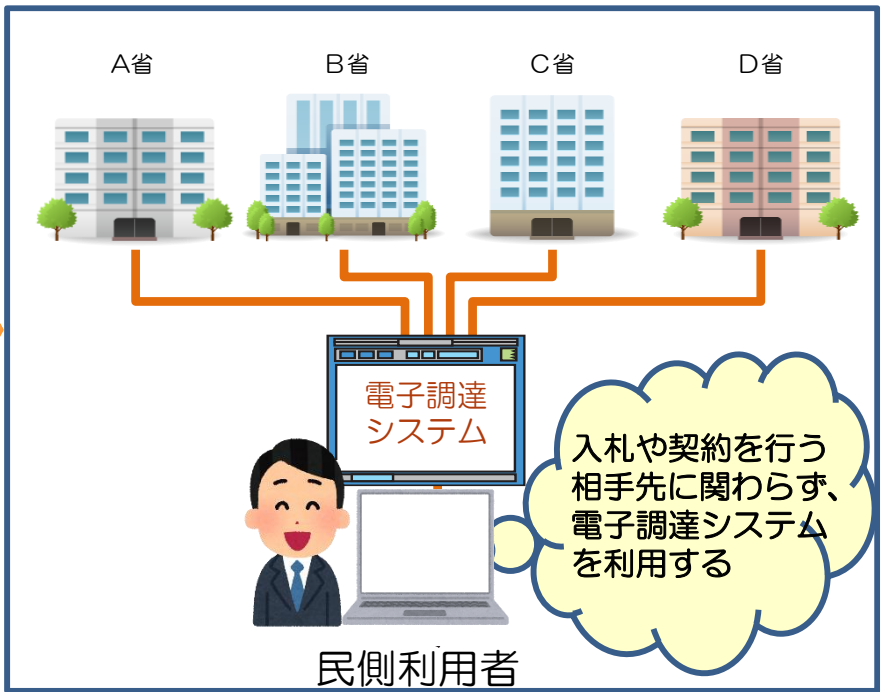 A省
B省
C省
D省
電子調達
システム
入札や契約を行う
相手先に関わらず、
電子調達システム
を利用する
民側利用者